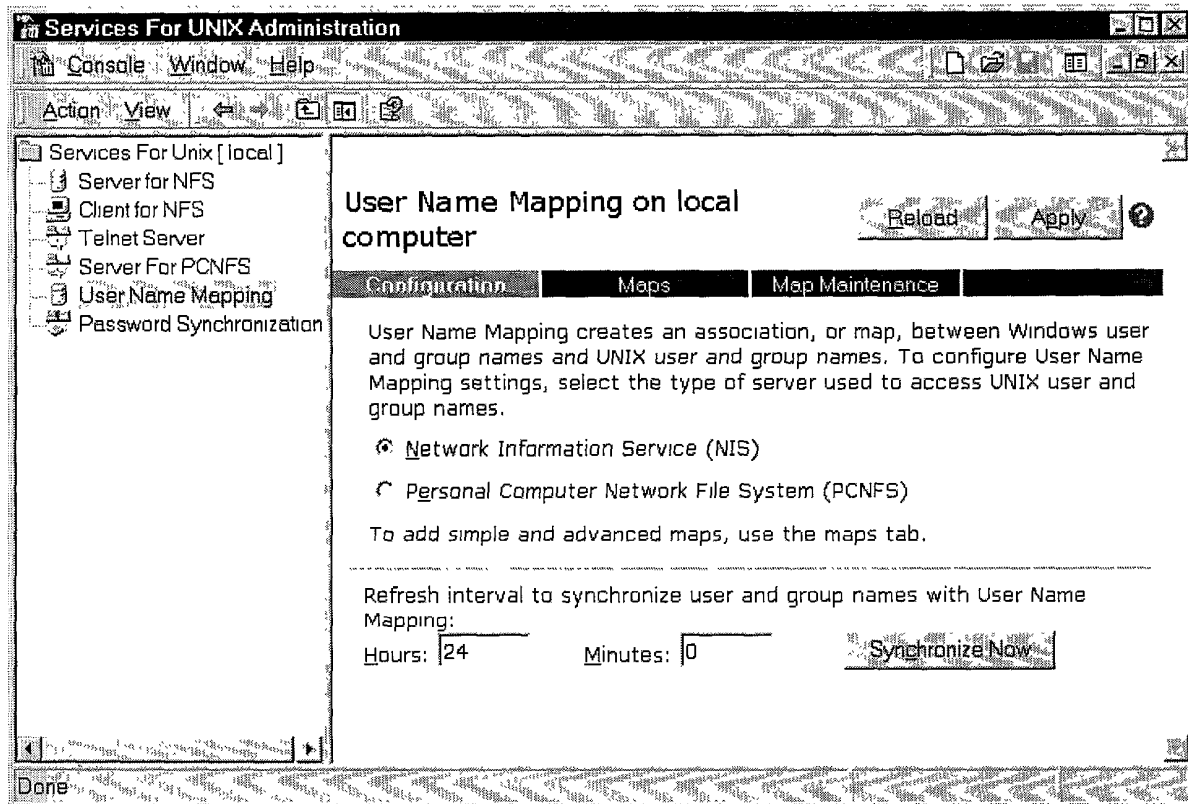 Services For UNIX Administration
Console Window Help
Action View
Services For Unix [ local ]
Server for NFS
Client for NFS
Telnet Server
Server For PCNFS
User Name Mapping
Password Synchronization
User Name Mapping on local
computer
Reload Apply
Configuration Maps Map Maintenance
User Name Mapping creates an association, or map, between Windows user
and group names and UNIX user and group names. To configure User Name
Mapping settings, select the type of server used to access UNIX user and
group names.
Network Information Service (NIS)
Personal Computer Network File System (PCNFS)
To add simple and advanced maps, use the maps tab.
Refresh interval to synchronize user and group names with User Name
Mapping:
Hours: 24 Minutes: 0 Synchronize Now
Done